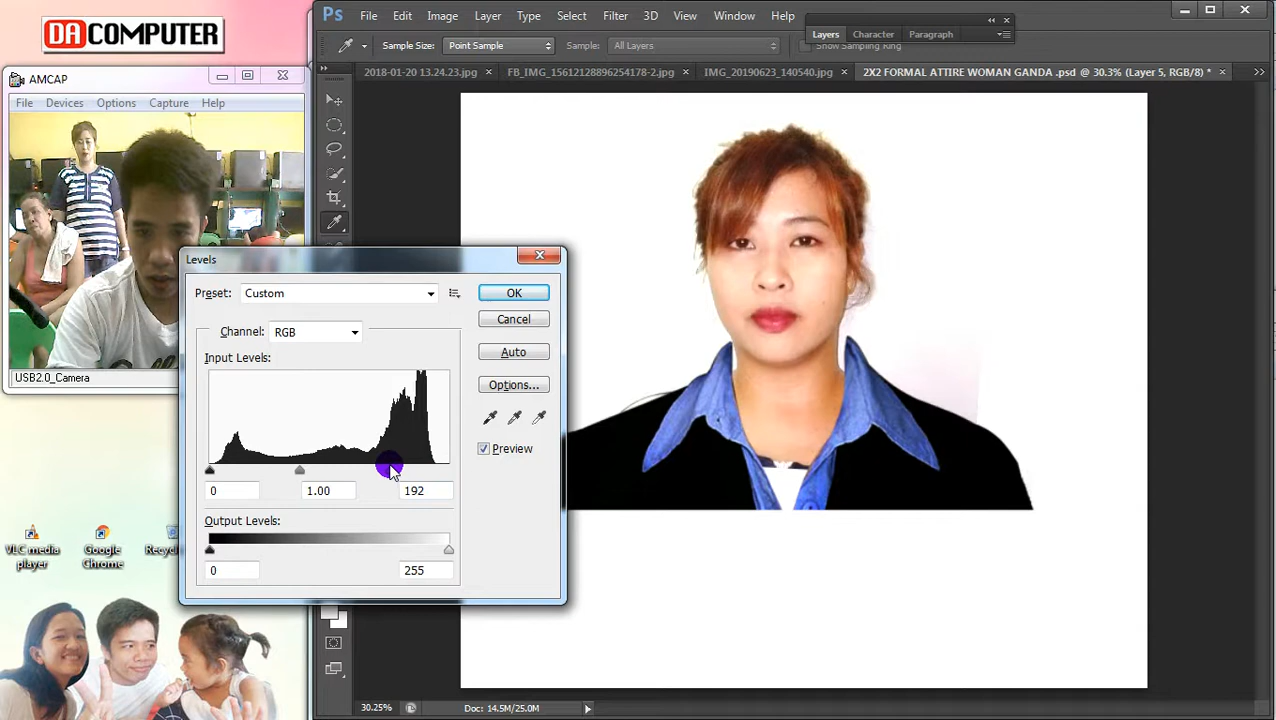 DACOMPUTER
AMCAP
File Devices Options Capture Help
USB2.0_Camera
Ps File Edit Image Layer Type Select Filter 3D View Window Help
Sample Size: Point Sample Sample: All Layers Show Sampling Ring
Layers Character Paragraph
2018-01-20 13.24.23.jpg FB_IMG_15612128896254178-2.jpg IMG_20190623_140540.jpg 2X2 FORMAL ATTIRE WOMAN GANDA .psd @ 30.3% (Layer 5, RGB/8) *
Levels
Preset: Custom
OK
Channel: RGB
Cancel
Input Levels:
Auto
Options...
Preview
0 1.00 192
Output Levels:
0 255
VLC media
player
Google
Chrome
30.25% Doc: 14.5M/25.0M